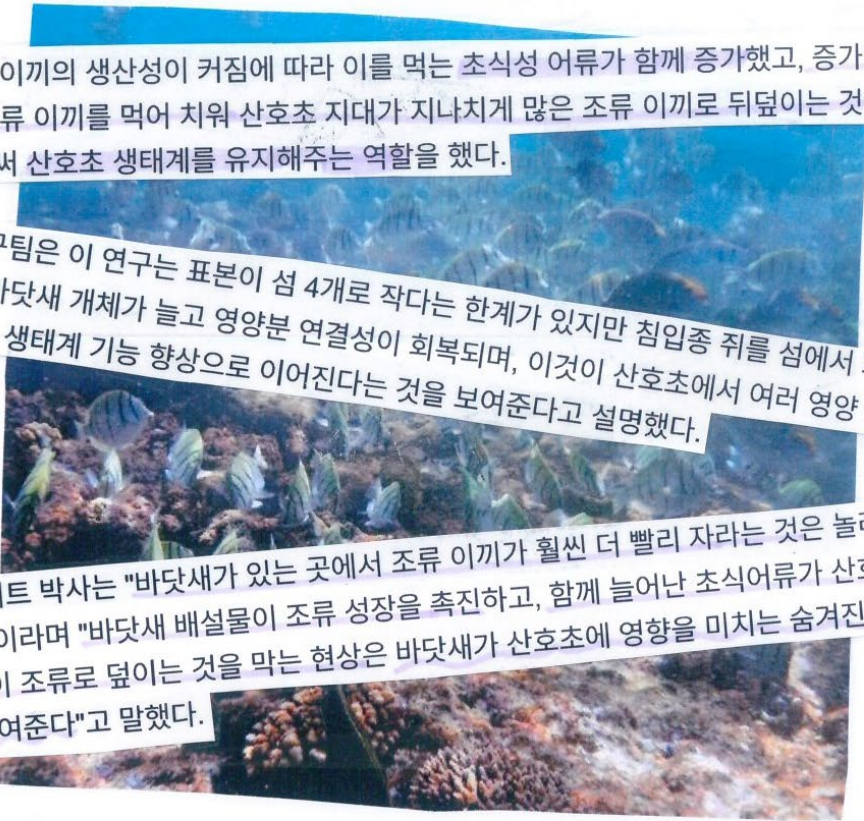 이끼의 생산성이 커짐에 따라 이를 먹는 초식성 어류가 함께 증가했고, 증가
류 이끼를 먹어 치워 산호초 지대가 지나치게 많은 조류 이끼로 뒤덮이는 것
써 산호초 생태계를 유지해주는 역할을 했다.
구팀은 이 연구는 표본이 섬 4개로 작다는 한계가 있지만 침입종 쥐를 섬에서
바닷새 개체가 늘고 영양분 연결성이 회복되며, 이것이 산호초에서 여러 영양
생태계 기능 향상으로 이어진다는 것을 보여준다고 설명했다.
트 박사는 "바닷새가 있는 곳에서 조류 이끼가 훨씬 더 빨리 자라는 것은
이라며 "바닷새 배설물이 조류 성장을 촉진하고, 함께 늘어난 초식어류가
이 조류로 덮이는 것을 막는 현상은 바닷새가 산호초에 영향을 미치는 숨겨진
여준다"고 말했다.